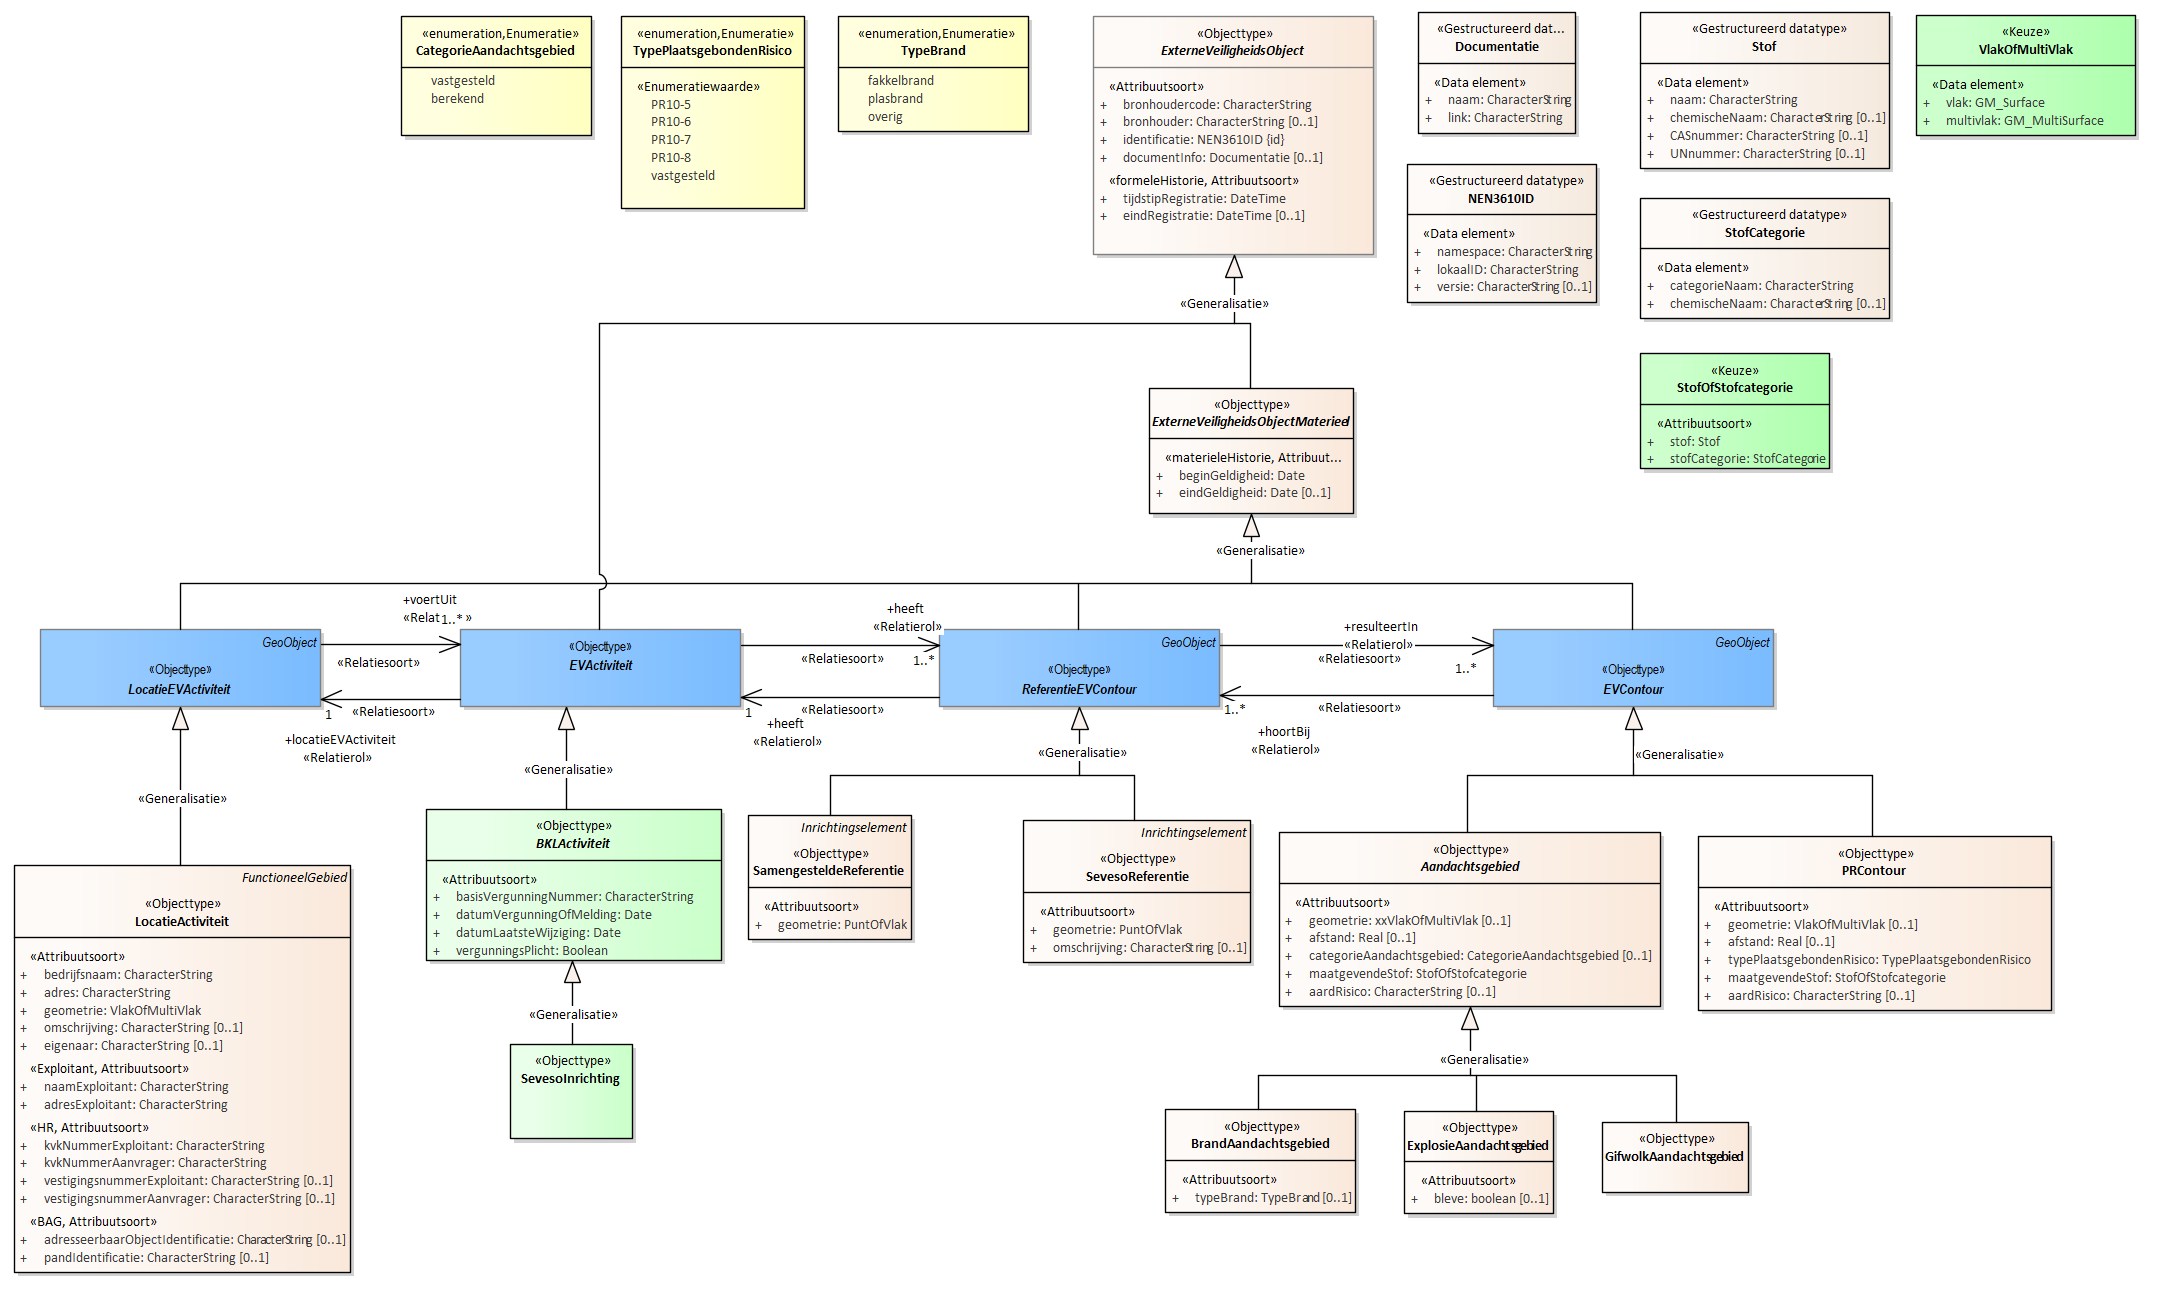 «enumeration,Enumeratie»
CategorieAandachtsgebied
vastgesteld
berekend
«enumeration,Enumeratie»
TypePlaatsgebondenRisico
«Enumeratiewaarde»
PR10-5
PR10-6
PR10-7
PR10-8
vastgesteld
«enumeration,Enumeratie»
TypeBrand
fakkelbrand
plasbrand
overig
«Objecttype»
ExterneVeiligheidsObject
«Attribuutsoort»
+ bronhoudercode: CharacterString
+ bronhouder: CharacterString [0..1]
+ identificatie: NEN3610ID {id}
+ documentInfo: Documentatie [0..1]
«formeleHistorie, Attribuutsoort»
+ tijdstipRegistratie: DateTime
+ eindRegistratie: DateTime [0..1]
«Gestructureerd dat...
Documentatie
«Data element»
+ naam: CharacterString
+ link: CharacterString
«Gestructureerd datatype»
NEN3610ID
«Data element»
+ namespace: CharacterString
+ lokaalID: CharacterString
+ versie: CharacterString [0..1]
«Gestructureerd datatype»
Stof
«Data element»
+ naam: CharacterString
+ chemischeNaam: CharacterString [0..1]
+ CASnummer: CharacterString [0..1]
+ UNnummer: CharacterString [0..1]
«Gestructureerd datatype»
StofCategorie
«Data element»
+ categorieNaam: CharacterString
+ chemischeNaam: CharacterString [0..1]
«Keuze»
VlakOfMultiVlak
«Data element»
+ vlak: GM_Surface
+ multivlak: GM_MultiSurface
«Keuze»
StofOfStofcategorie
«Attribuutsoort»
+ stof: Stof
+ stofCategorie: StofCategorie
«Generalisatie»
«Objecttype»
ExterneVeiligheidsObjectMaterieel
«materieleHistorie, Attribuut...
+ beginGeldigheid: Date
+ eindGeldigheid: Date [0..1]
«Generalisatie»
GeoObject
«Objecttype»
LocatieEVActiviteit
+voertUit
«Relat 1..* »
«Relatiesoort»
«Relatiesoort»
1
+locatieEVActiviteit
«Relatierol»
«Objecttype»
EVActiviteit
+heeft
«Relatierol»
«Relatiesoort»
1..*
«Relatiesoort»
1
+heeft
«Relatierol»
GeoObject
«Objecttype»
ReferentieEVContour
+resulteertIn
«Relatierol»
«Relatiesoort»
1..*
«Relatiesoort»
1..*
+hoortBij
«Relatierol»
GeoObject
«Objecttype»
EVContour
«Generalisatie»
«Generalisatie»
«Generalisatie»
«Generalisatie»
FunctioneelGebied
«Objecttype»
LocatieActiviteit
«Attribuutsoort»
+ bedrijfsnaam: CharacterString
+ adres: CharacterString
+ geometrie: VlakOfMultiVlak
+ omschrijving: CharacterString [0..1]
+ eigenaar: CharacterString [0..1]
«Exploitant, Attribuutsoort»
+ naamExploitant: CharacterString
+ adresExploitant: CharacterString
«HR, Attribuutsoort»
+ kvkNummerExploitant: CharacterString
+ kvkNummerAanvrager: CharacterString
+ vestigingsnummerExploitant: CharacterString [0..1]
+ vestigingsnummerAanvrager: CharacterString [0..1]
«BAG, Attribuutsoort»
+ adresseerbaarObjectIdentificatie: CharacterString [0..1]
+ pandIdentificatie: CharacterString [0..1]
«Objecttype»
BKLActiviteit
«Attribuutsoort»
+ basisVergunningNummer: CharacterString
+ datumVergunningOfMelding: Date
+ datumLaatsteWijziging: Date
+ vergunningsPlicht: Boolean
«Generalisatie»
«Objecttype»
SevesoInrichting
Inrichtingselement
«Objecttype»
SamengesteldeReferentie
«Attribuutsoort»
+ geometrie: PuntOfVlak
Inrichtingselement
«Objecttype»
SevesoReferentie
«Attribuutsoort»
+ geometrie: PuntOfVlak
+ omschrijving: CharacterString [0..1]
«Objecttype»
Aandachtsgebied
«Attribuutsoort»
+ geometrie: xxVlakOfMultiVlak [0..1]
+ afstand: Real [0..1]
+ categorieAandachtsgebied: CategorieAandachtsgebied [0..1]
+ maatgevendeStof: StofOfStofcategorie
+ aardRisico: CharacterString [0..1]
«Objecttype»
PRContour
«Attribuutsoort»
+ geometrie: VlakOfMultiVlak [0..1]
+ afstand: Real [0..1]
+ typePlaatsgebondenRisico: TypePlaatsgebondenRisico
+ maatgevendeStof: StofOfStofcategorie
+ aardRisico: CharacterString [0..1]
«Generalisatie»
«Objecttype»
BrandAandachtsgebied
«Attribuutsoort»
+ typeBrand: TypeBrand [0..1]
«Objecttype»
ExplosieAandachtsgebied
«Attribuutsoort»
+ bleve: boolean [0..1]
«Objecttype»
GifwolkAandachtsgebied